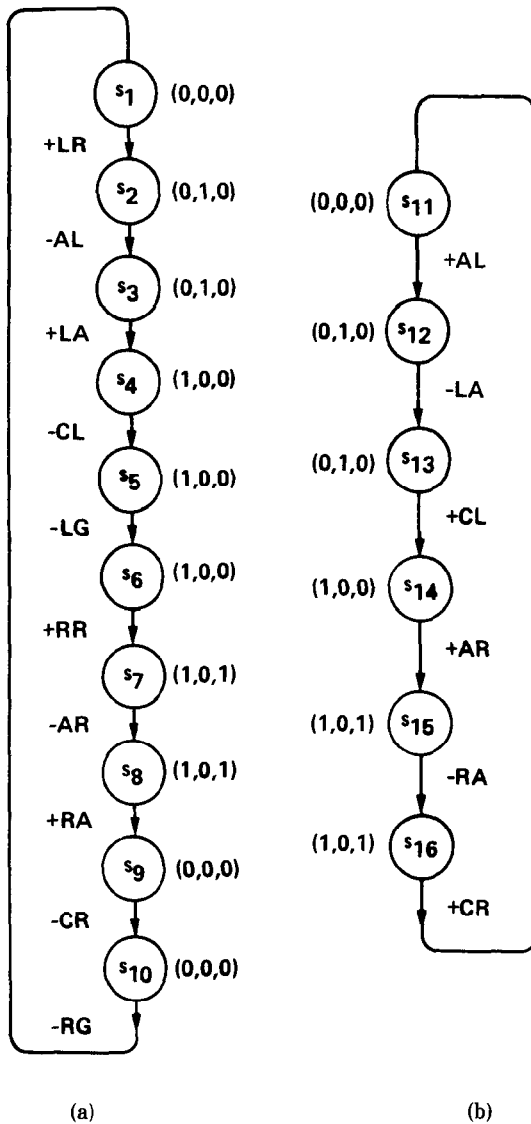 s1 (0,0,0)
+LR
s2 (0,1,0)
-AL
s3 (0,1,0)
+LA
s4 (1,0,0)
-CL
s5 (1,0,0)
-LG
s6 (1,0,0)
+RR
s7 (1,0,1)
-AR
s8 (1,0,1)
+RA
s9 (0,0,0)
-CR
s10 (0,0,0)
-RG
(a)
(0,0,0) s11
+AL
(0,1,0) s12
-LA
(0,1,0) s13
+CL
(1,0,0) s14
+AR
(1,0,1) s15
-RA
(1,0,1) s16
+CR
(b)